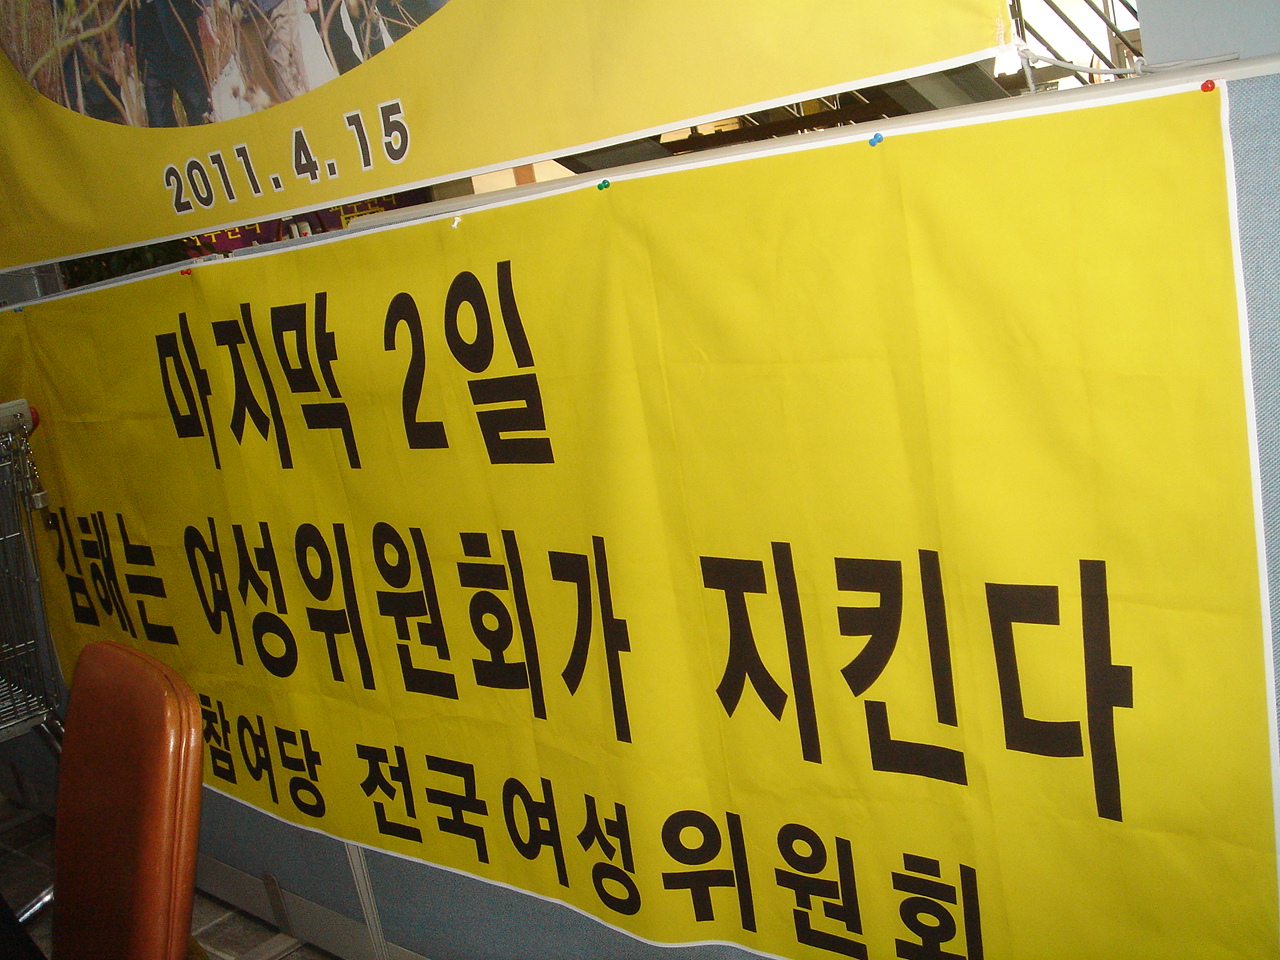 2011. 4. 15
마지막 2일
김해는 여성위원회가 지킨다
참여당 전국여성위원회